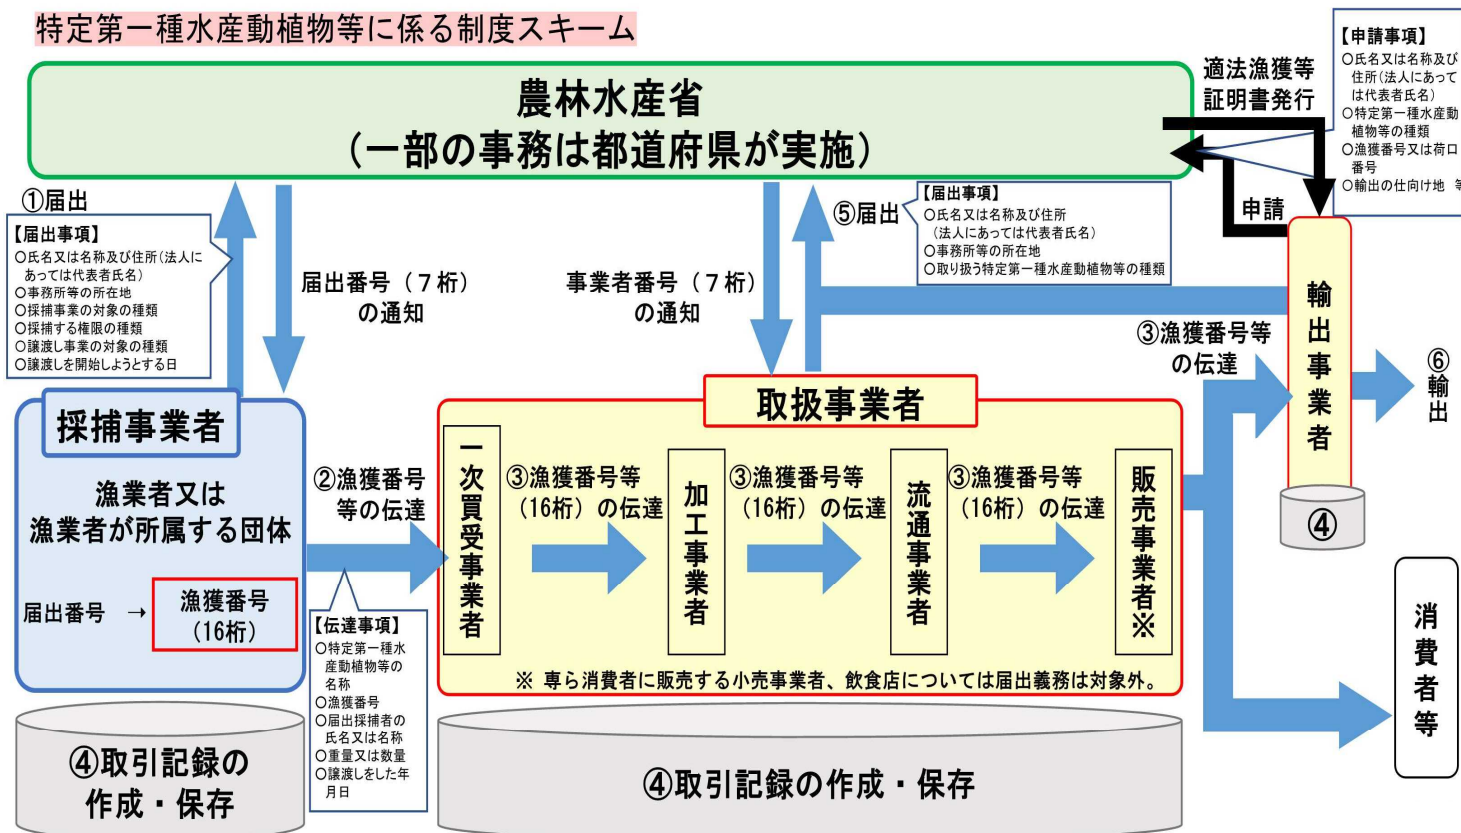 特定第一種水産動植物等に係る制度スキーム
農林水産省
(一部の事務は都道府県が実施)
適法漁獲等
証明書発行
【申請事項】
○氏名又は名称及び
住所(法人にあって
は代表者氏名)
○特定第一種水産動
植物等の種類
○漁獲番号又は荷口
番号
○輸出の仕向け地 等
申請
①届出
【届出事項】
○氏名又は名称及び住所(法人に
あっては代表者氏名)
○事務所等の所在地
○採捕事業の対象の種類
○採捕する権限の種類
○譲渡し事業の対象の種類
○譲渡しを開始しようとする日
届出番号(7桁)
の通知
事業者番号(7桁)
の通知
⑤届出
【届出事項】
○氏名又は名称及び住所
(法人にあっては代表者氏名)
○事務所等の所在地
○取り扱う特定第一種水産動植物等の種類
採捕事業者
漁業者又は
漁業者が所属する団体
届出番号 → 漁獲番号
(16桁)
②漁獲番号
等の伝達
【伝達事項】
○特定第一種水
産動植物等の
名称
○漁獲番号
○届出採捕者の
氏名又は名称
○重量又は数量
○譲渡しをした年
月日
取扱事業者
一次買受事業者
③漁獲番号等
(16桁)の伝達
加工事業者
③漁獲番号等
(16桁)の伝達
流通事業者
③漁獲番号等
(16桁)の伝達
販売事業者※
※ 専ら消費者に販売する小売事業者、飲食店については届出義務は対象外。
③漁獲番号等
の伝達
輸出事業者
④
⑥輸出
消費者等
④取引記録の
作成・保存
④取引記録の作成・保存